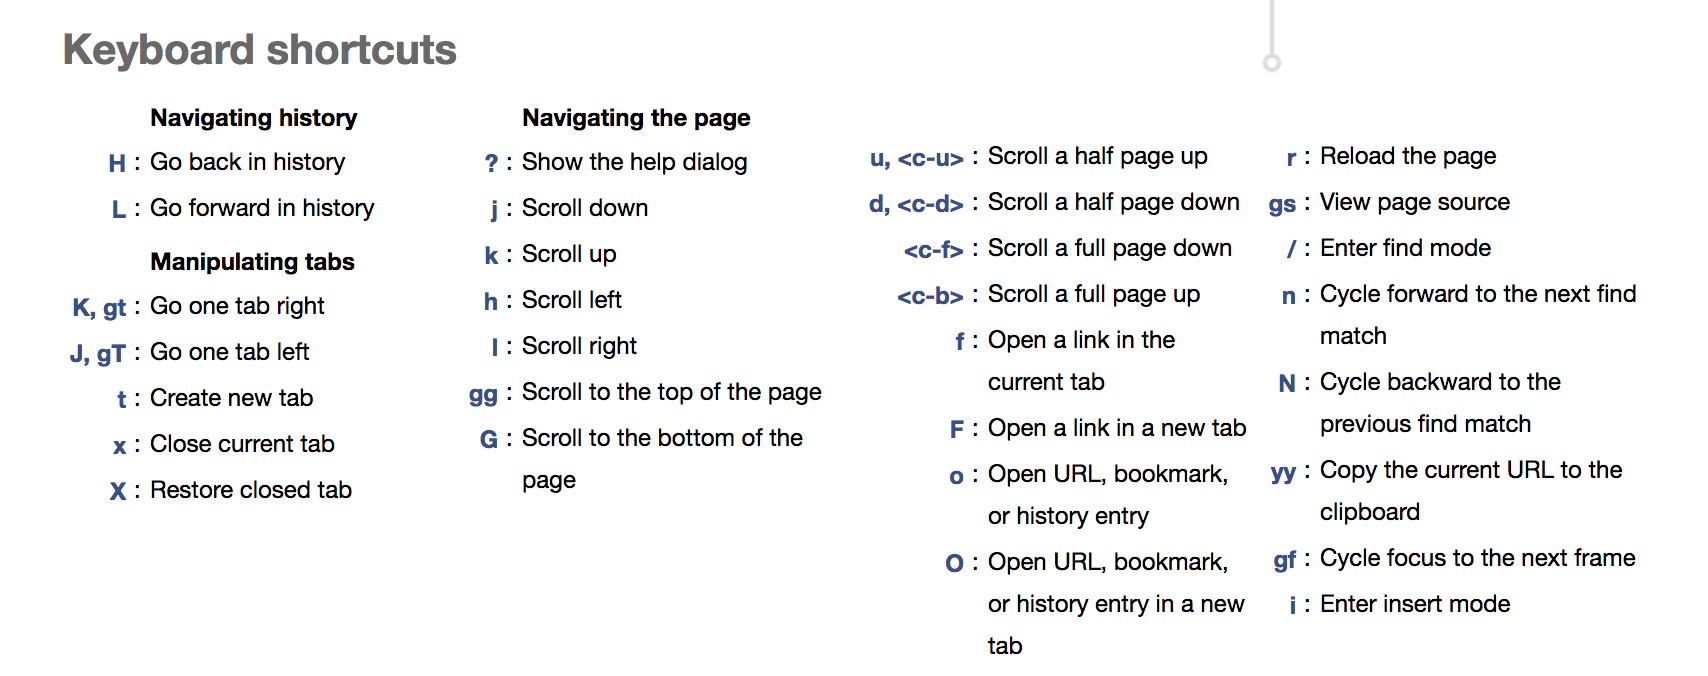 Keyboard shortcuts
Navigating history
H : Go back in history
L : Go forward in history
Manipulating tabs
K, gt : Go one tab right
J, gT : Go one tab left
t : Create new tab
x : Close current tab
X : Restore closed tab
Navigating the page
? : Show the help dialog
j : Scroll down
k : Scroll up
h : Scroll left
l : Scroll right
gg : Scroll to the top of the page
G : Scroll to the bottom of the
page
u, <c-u> : Scroll a half page up
d, <c-d> : Scroll a half page down
<c-f> : Scroll a full page down
<c-b> : Scroll a full page up
f : Open a link in the
current tab
F : Open a link in a new tab
o : Open URL, bookmark,
or history entry
O : Open URL, bookmark,
or history entry in a new
tab
r : Reload the page
gs : View page source
/ : Enter find mode
n : Cycle forward to the next find
match
N : Cycle backward to the
previous find match
yy : Copy the current URL to the
clipboard
gf : Cycle focus to the next frame
i : Enter insert mode